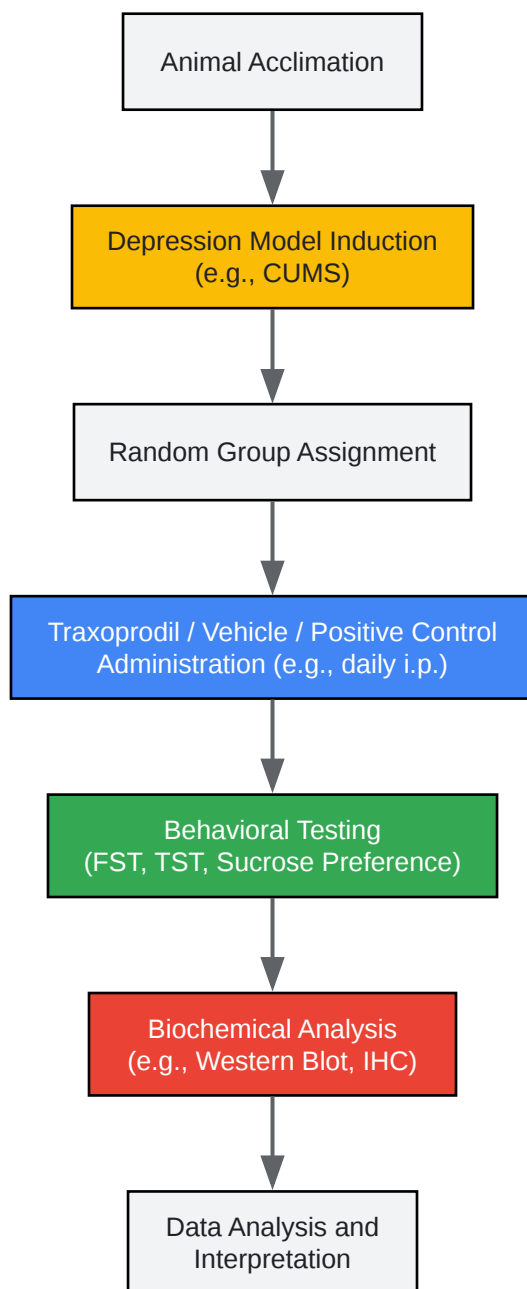 Animal Acclimation
Depression Model Induction
(e.g., CUMS)
Random Group Assignment
Traxoprodil / Vehicle / Positive Control
Administration (e.g., daily i.p.)
Behavioral Testing
(FST, TST, Sucrose Preference)
Biochemical Analysis
(e.g., Western Blot, IHC)
Data Analysis and
Interpretation